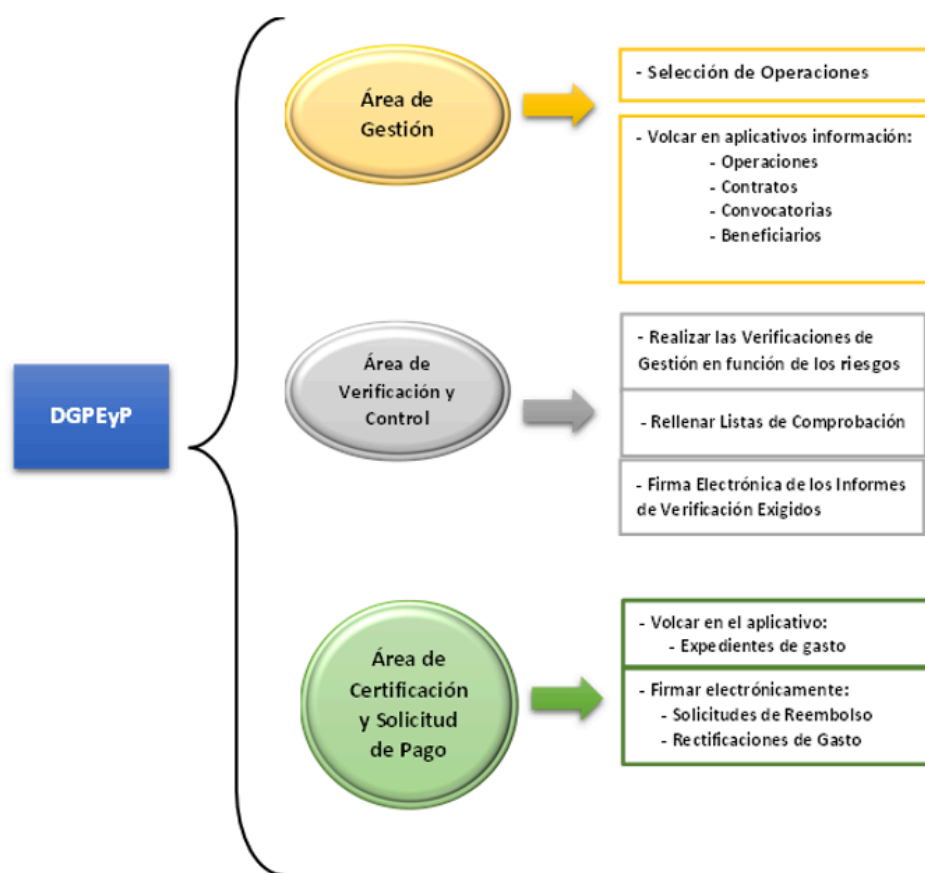 DGPEyP
Área de
Gestión
- Selección de Operaciones
- Volcar en aplicativos información:
- Operaciones
- Contratos
- Convocatorias
- Beneficiarios
Área de
Verificación y
Control
- Realizar las Verificaciones de
Gestión en función de los riesgos
- Rellenar Listas de Comprobación
- Firma Electrónica de los Informes
de Verificación Exigidos
Área de
Certificación
y Solicitud
de Pago
- Volcar en el aplicativo:
- Expedientes de gasto
- Firmar electrónicamente:
- Solicitudes de Reembolso
- Rectificaciones de Gasto